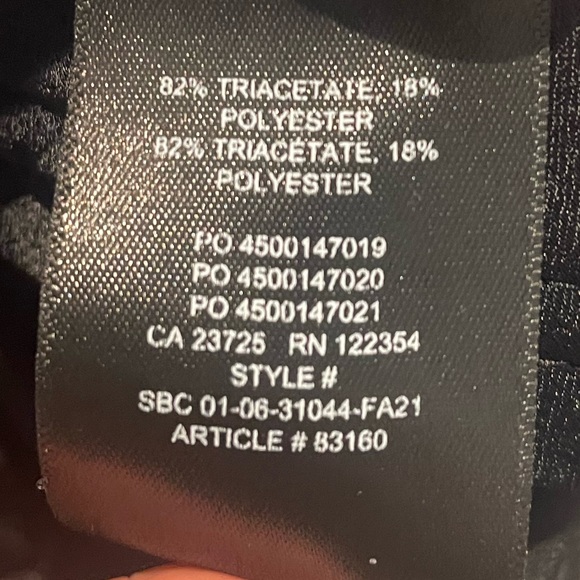 82% TRIACETATE, 18%
POLYESTER
82% TRIACETATE, 18%
POLYESTER
PO 4500147019
PO 4500147020
PO 4500147021
CA 23725 RN 122354
STYLE #
SBC 01-06-31044-FA21
ARTICLE # 83160